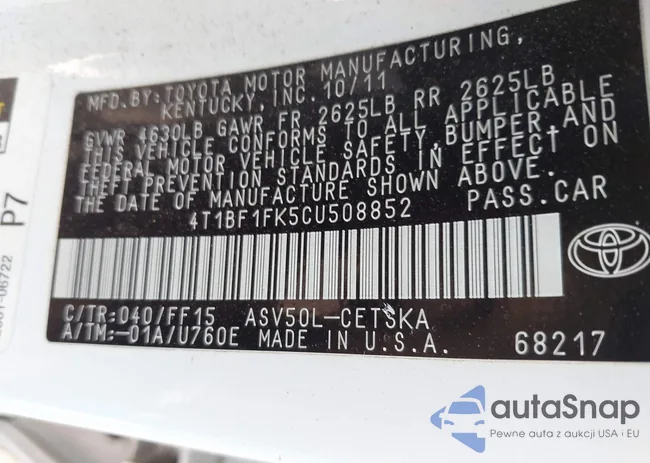 MFD.BY:TOYOTA MOTOR MANUFACTURING,
KENTUCKY,INC.10/11
GVWR 4630LB GAWR FR 2625LB RR 2625LB
THIS VEHICLE CONFORMS TO ALL APPLICABLE
FEDERAL MOTOR VEHICLE SAFETY,BUMPER,AND
THEFT PREVENTION STANDARDS IN EFFECT ON
THE DATE OF MANUFACTURE SHOWN ABOVE.
4T1BF1FK5CU508852 PASS.CAR
C/TR:040/FF15 ASV50L-CETSKA
A/TM:-01A/U760E MADE IN U.S.A. 68217
TOYOTA
P7
autaSnap
Pewne auta z aukcji USA i EU